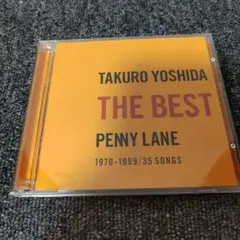 TAKURO YOSHIDA
THE BEST
PENNY LANE
1970-1999/35 SONGS